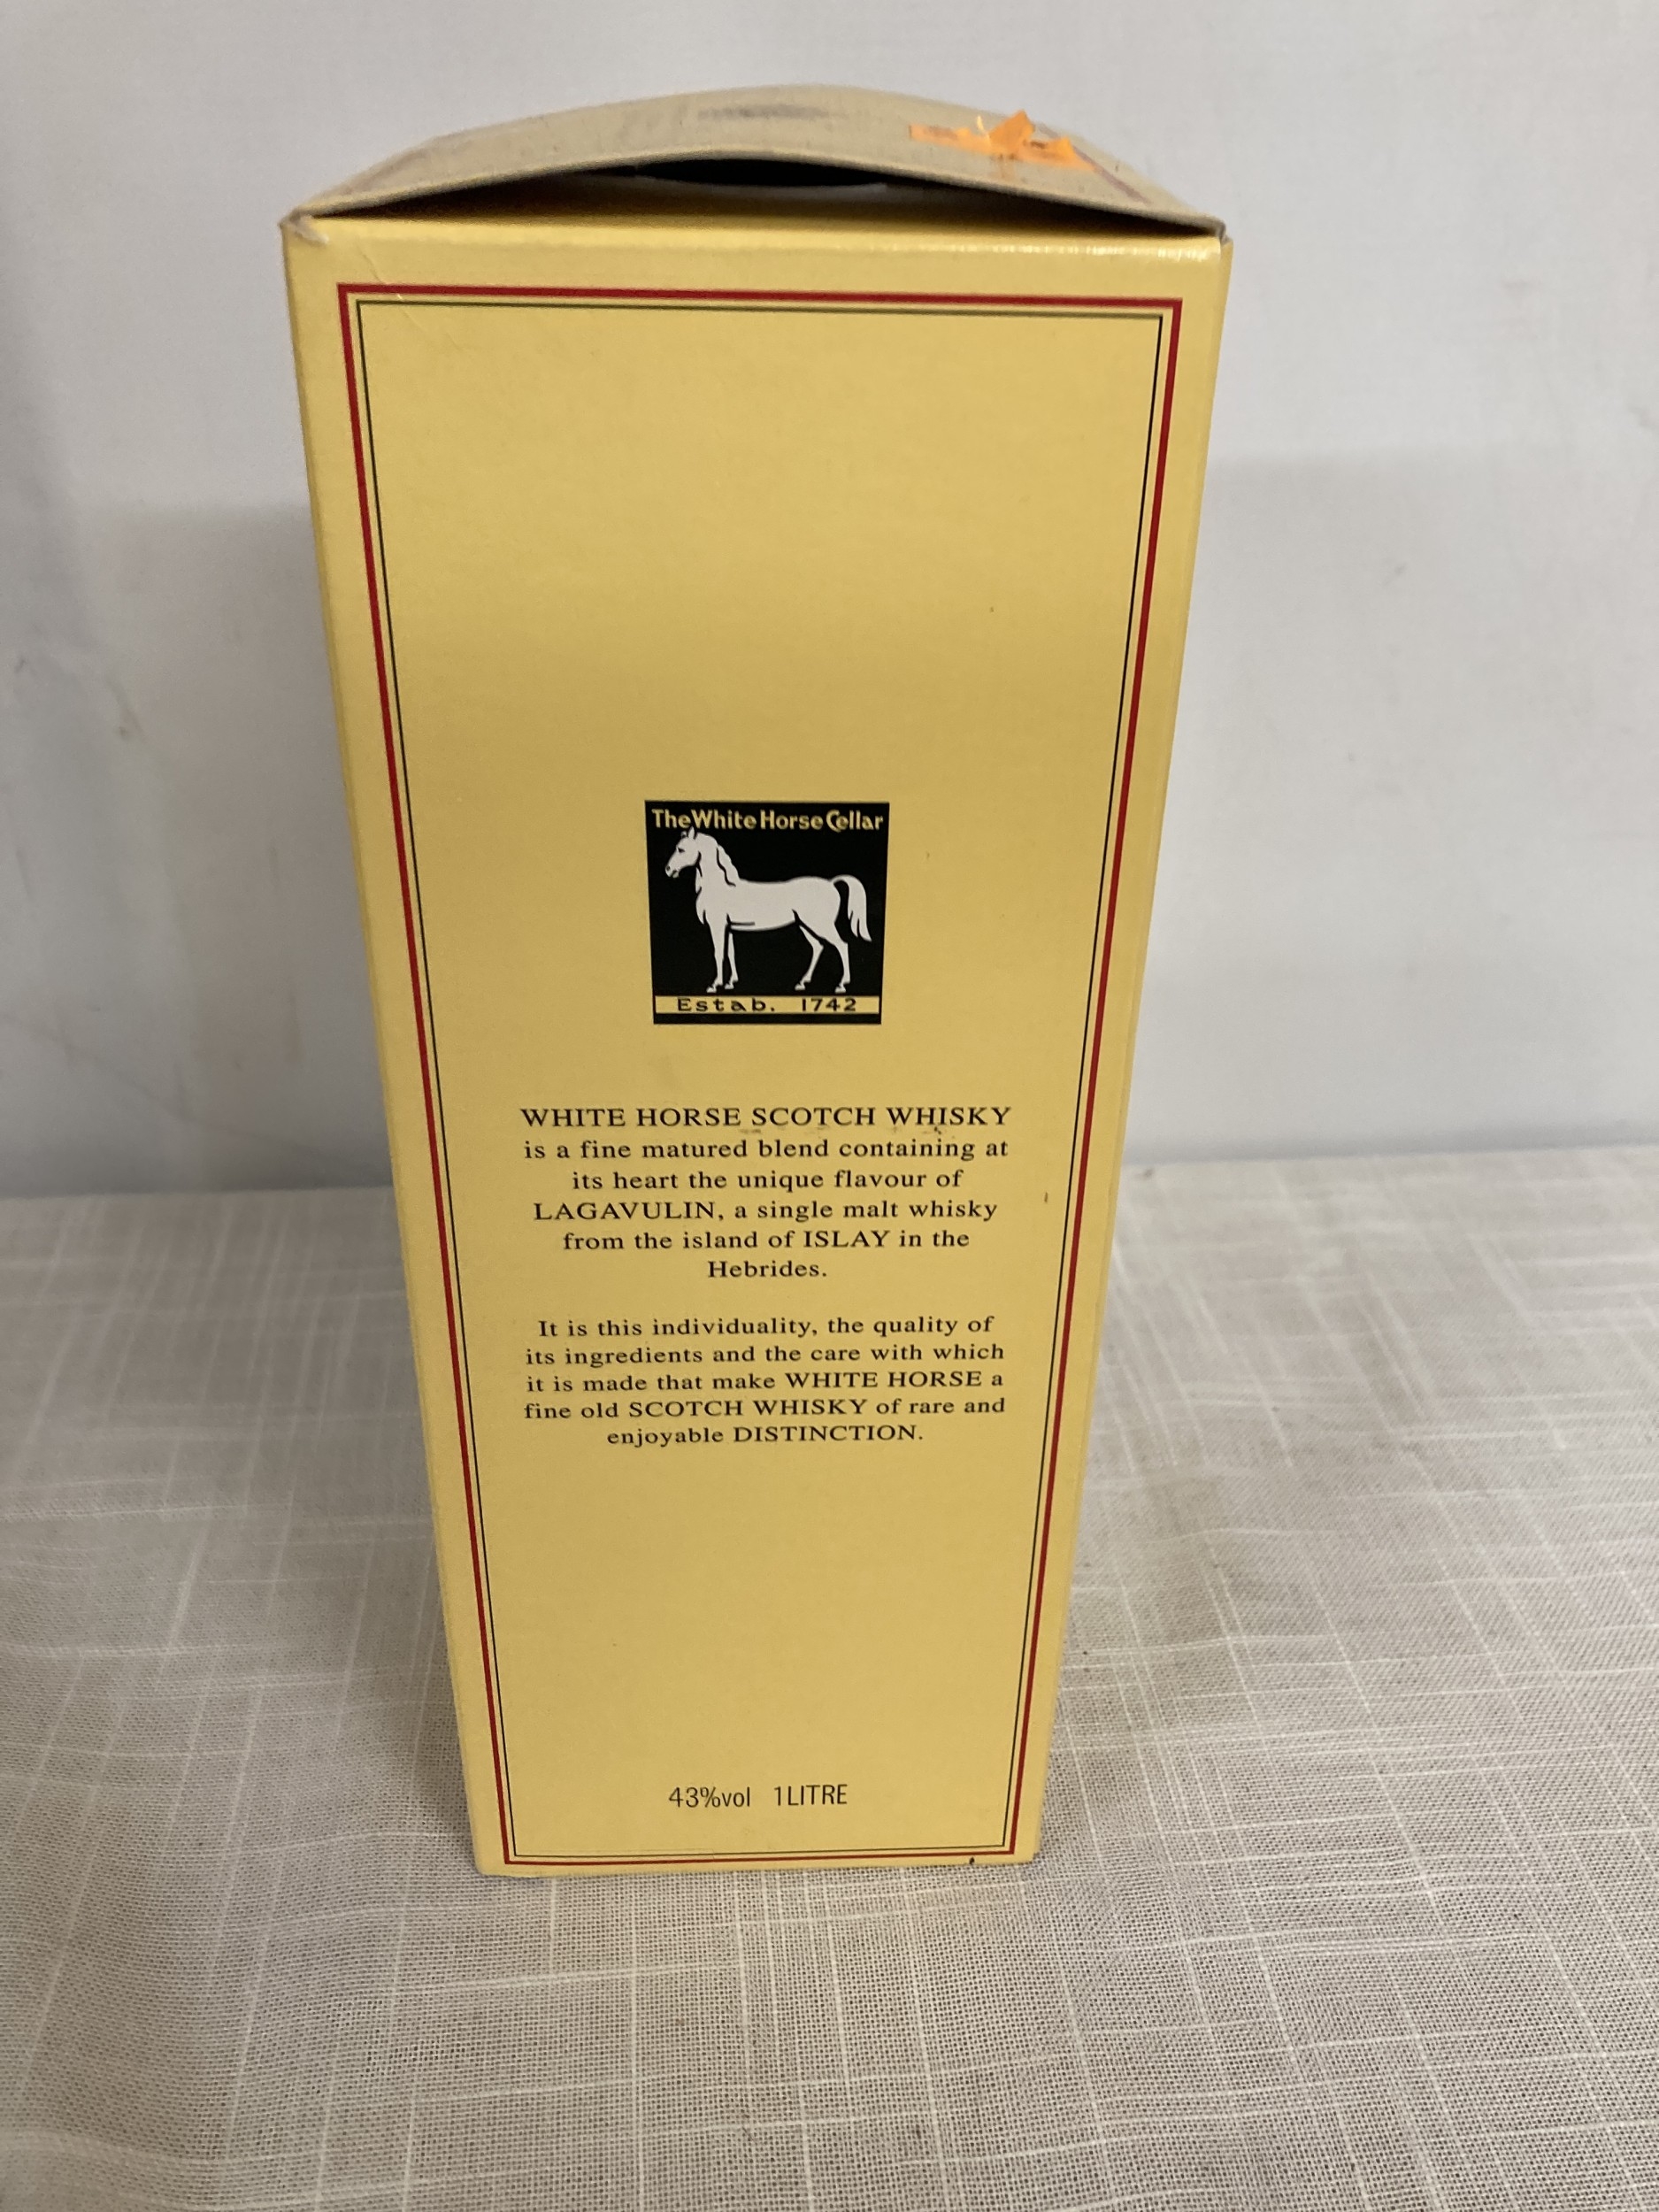 The White Horse Cellar
Estab. 1742
WHITE HORSE SCOTCH WHISKY
is a fine matured blend containing at
its heart the unique flavour of
LAGAVULIN, a single malt whisky
from the island of ISLAY in the
Hebrides.
It is this individuality, the quality of
its ingredients and the care with which
it is made that make WHITE HORSE a
fine old SCOTCH WHISKY of rare and
enjoyable DISTINCTION.
43%vol 1LITRE